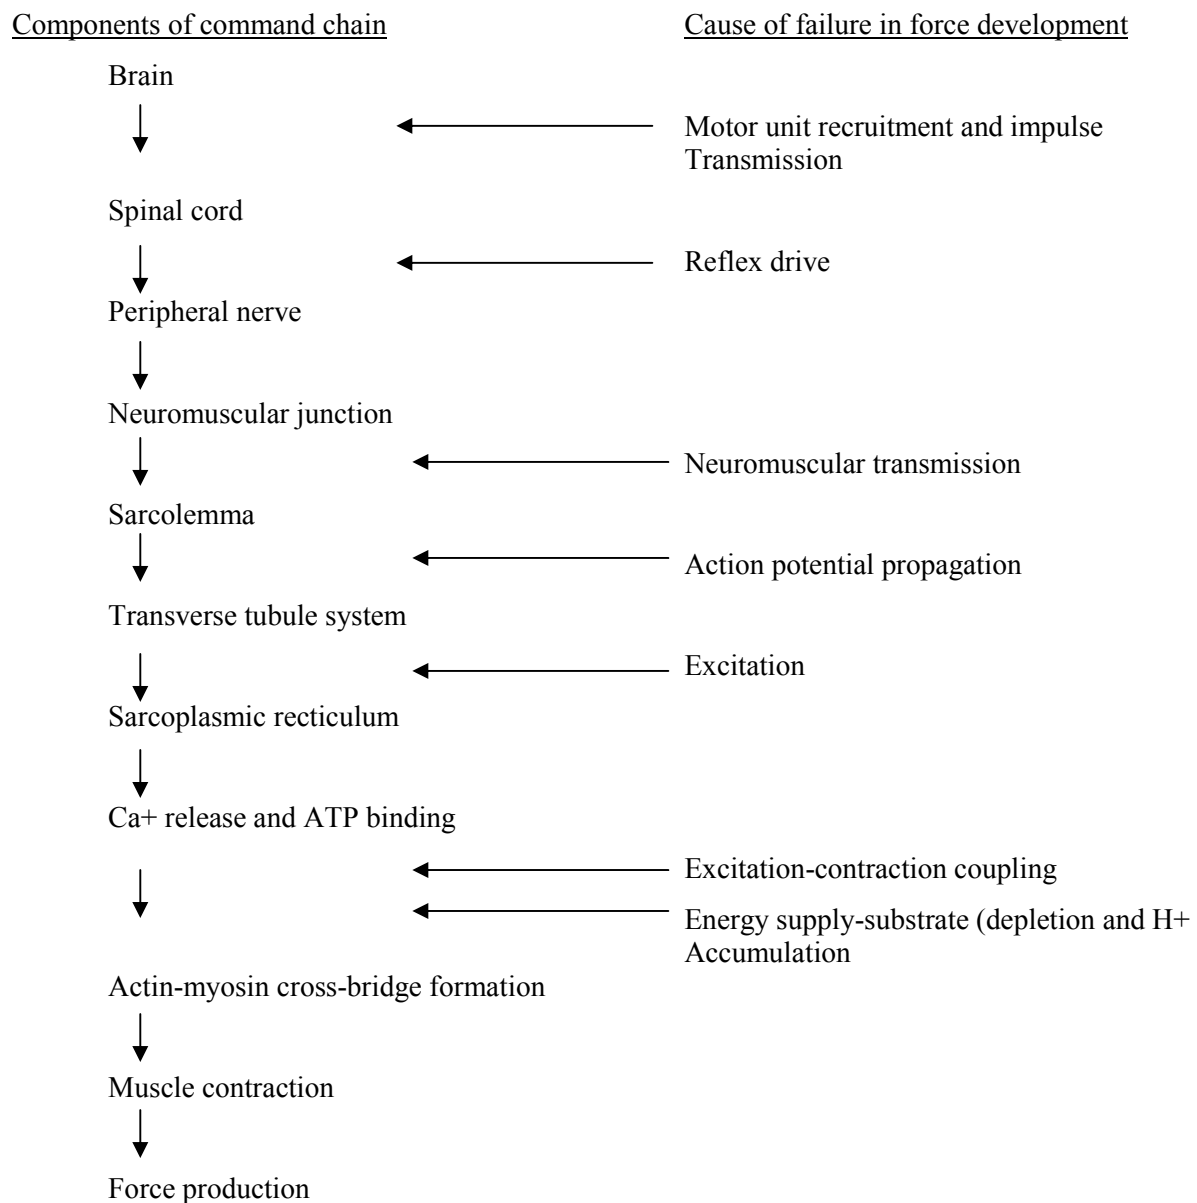 Components of command chain
Cause of failure in force development
Brain
Motor unit recruitment and impulse
Transmission
Spinal cord
Reflex drive
Peripheral nerve
Neuromuscular junction
Neuromuscular transmission
Sarcolemma
Action potential propagation
Transverse tubule system
Excitation
Sarcoplasmic recticulum
Ca+ release and ATP binding
Excitation-contraction coupling
Energy supply-substrate (depletion and H+
Accumulation
Actin-myosin cross-bridge formation
Muscle contraction
Force production